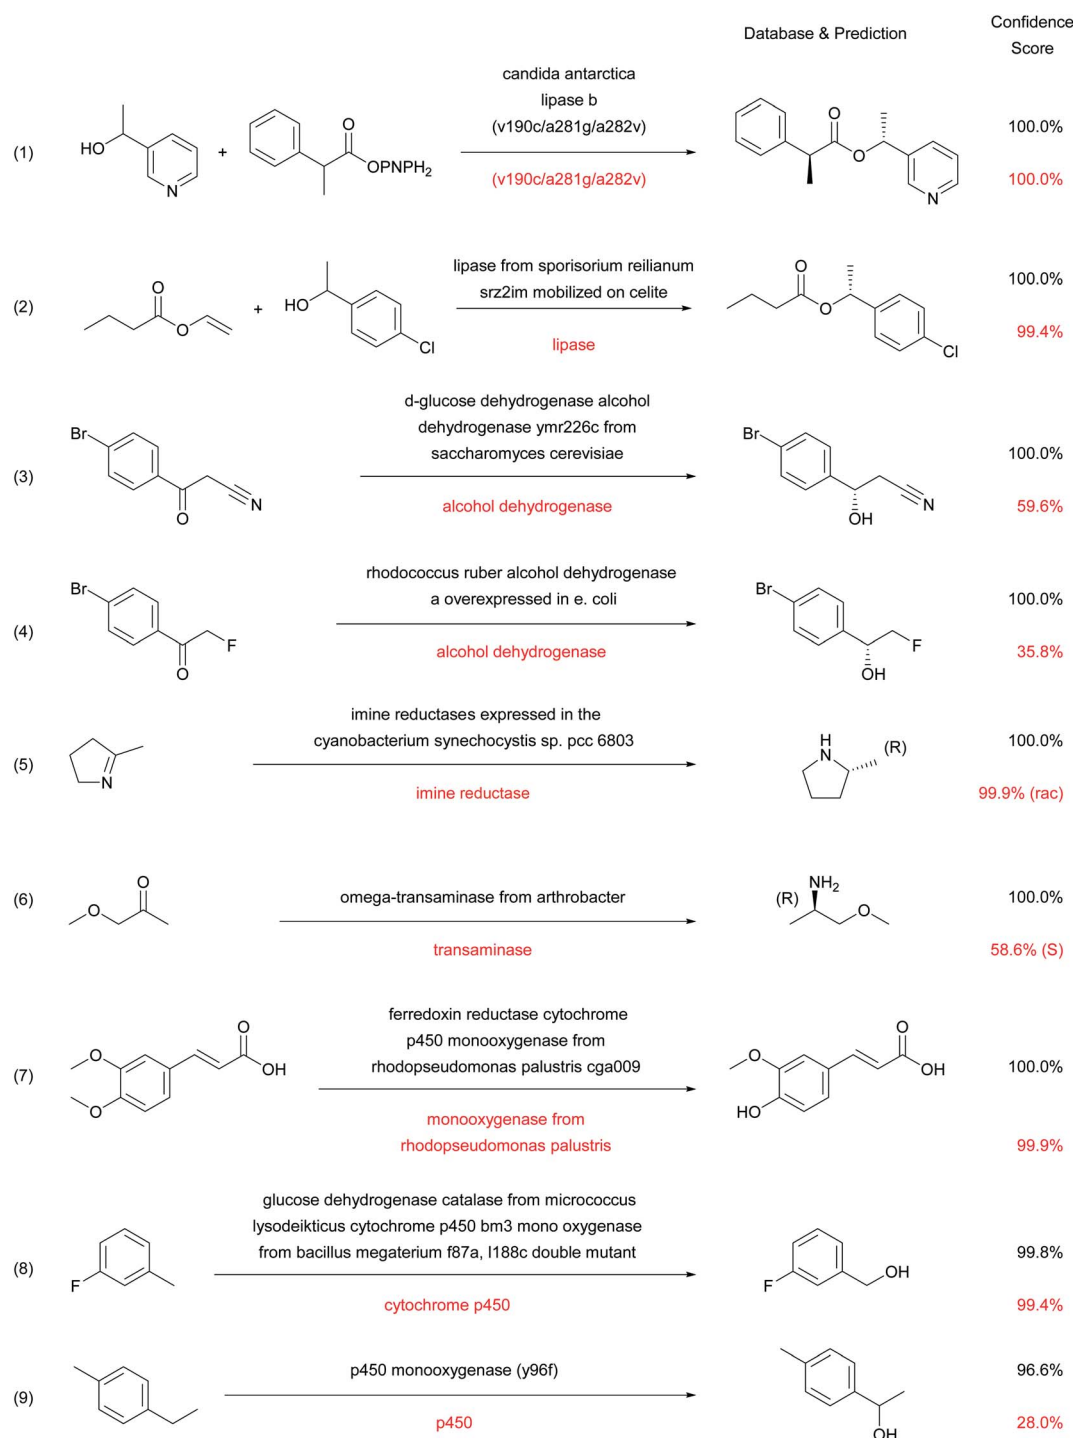 Database & Prediction
Confidence
Score
candida antarctica
lipase b
(v190c/a281g/a282v)
(1)
HO
N
+
O
OPNPH2
(v190c/a281g/a282v)
O
O
N
100.0%
100.0%
lipase from sporisorium reilianum
srz2im mobilized on celite
(2)
O
O
+
HO
Cl
lipase
O
O
Cl
100.0%
99.4%
d-glucose dehydrogenase alcohol
dehydrogenase ymr226c from
saccharomyces cerevisiae
(3)
Br
O
N
alcohol dehydrogenase
Br
OH
N
100.0%
59.6%
rhodococcus ruber alcohol dehydrogenase
a overexpressed in e. coli
(4)
Br
O
F
alcohol dehydrogenase
Br
OH
F
100.0%
35.8%
imine reductases expressed in the
cyanobacterium synechocystis sp. pcc 6803
(5)
N
imine reductase
H
N
(R)
100.0%
99.9% (rac)
(6)
O
O
omega-transaminase from arthrobacter
transaminase
NH2
(R)
O
100.0%
58.6% (S)
ferredoxin reductase cytochrome
p450 monooxygenase from
rhodopseudomonas palustris cga009
(7)
O
O
O
OH
monooxygenase from
rhodopseudomonas palustris
O
HO
O
OH
100.0%
99.9%
glucose dehydrogenase catalase from micrococcus
lysodeikticus cytochrome p450 bm3 mono oxygenase
from bacillus megaterium f87a, l188c double mutant
(8)
F
cytochrome p450
F
OH
99.8%
99.4%
p450 monooxygenase (y96f)
(9)
p450
OH
96.6%
28.0%